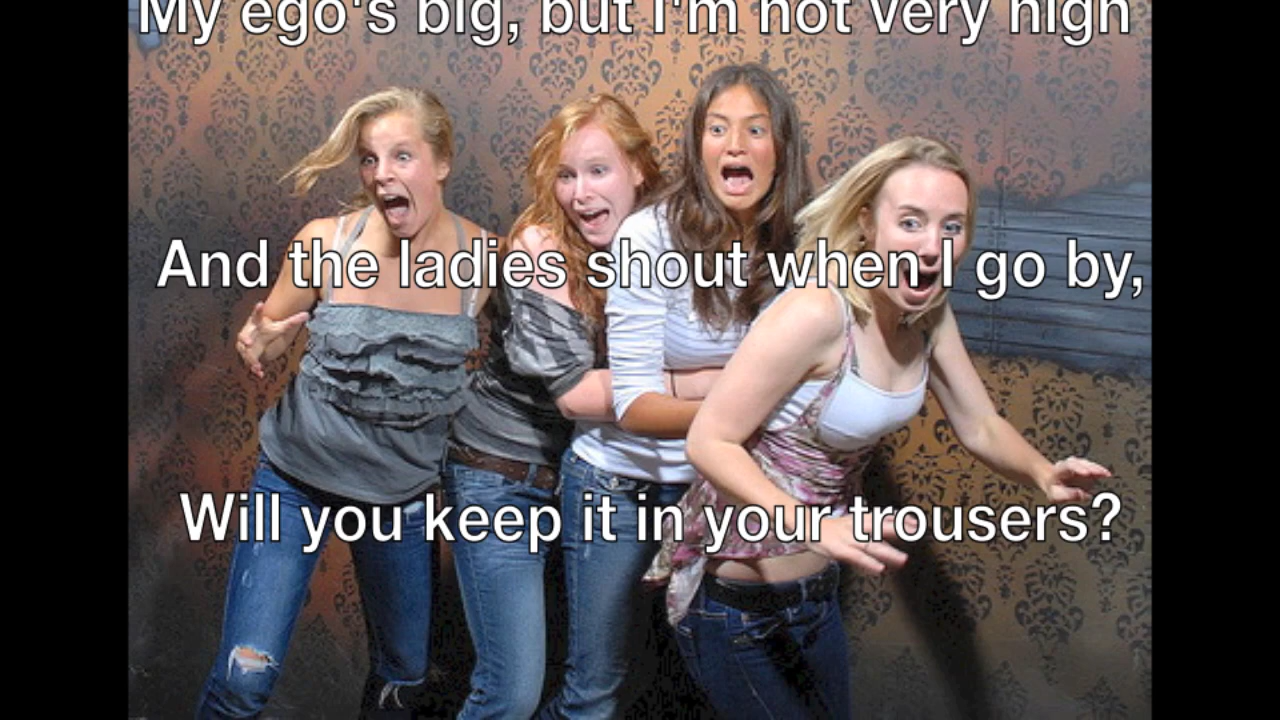 My ego's big, but I'm not very high
And the ladies shout when I go by,
Will you keep it in your trousers?